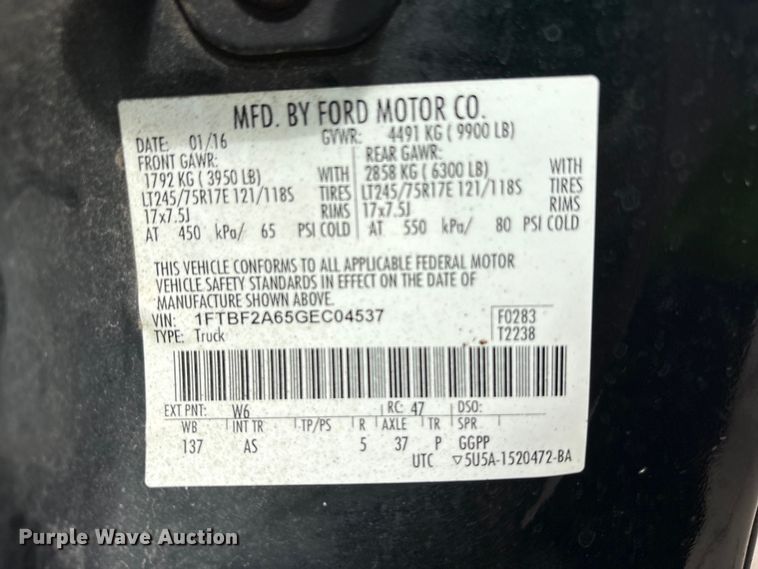 MFD. BY FORD MOTOR CO.
DATE: 01/16 GVWR: 4491 KG ( 9900 LB)
FRONT GAWR: REAR GAWR:
1792 KG ( 3950 LB) WITH 2858 KG ( 6300 LB) WITH
LT245/75R17E 121/118S TIRES LT245/75R17E 121/118S TIRES
17x7.5J RIMS 17x7.5J RIMS
AT 450 kPa/ 65 PSI COLD AT 550 kPa/ 80 PSI COLD
THIS VEHICLE CONFORMS TO ALL APPLICABLE FEDERAL MOTOR
VEHICLE SAFETY STANDARDS IN EFFECT ON THE DATE OF
MANUFACTURE SHOWN ABOVE.
VIN: 1FTBF2A65GEC04537 F0283
TYPE: Truck T2238
EXT PNT: W6 RC: 47 DSO:
WB INT TR TP/PS R AXLE TR SPR
137 AS 5 37 P GGPP
UTC ▽5U5A-1520472-BA
Purple Wave Auction